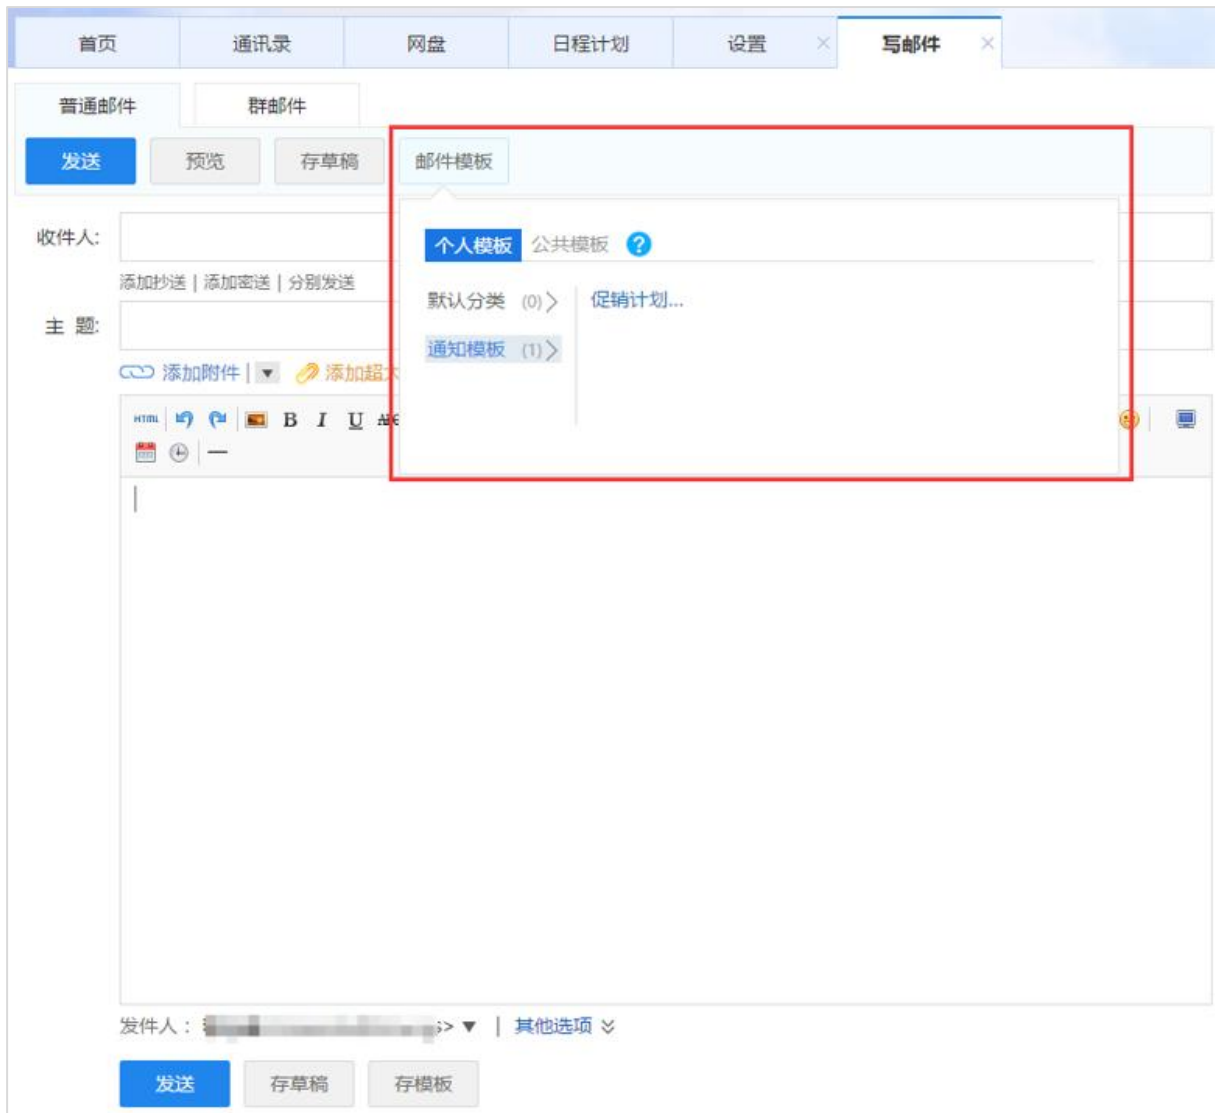 首页 通讯录 网盘 日程计划 设置 × 写邮件 ×
普通邮件 群邮件
发送 预览 存草稿 邮件模板
个人模板 公共模板 ?
收件人:
添加抄送 | 添加密送 | 分别发送
默认分类 (0) 促销计划...
主 题:
通知模板 (1)
添加附件 | 添加超
HTML B I U
发件人： s> | 其他选项
发送 存草稿 存模板